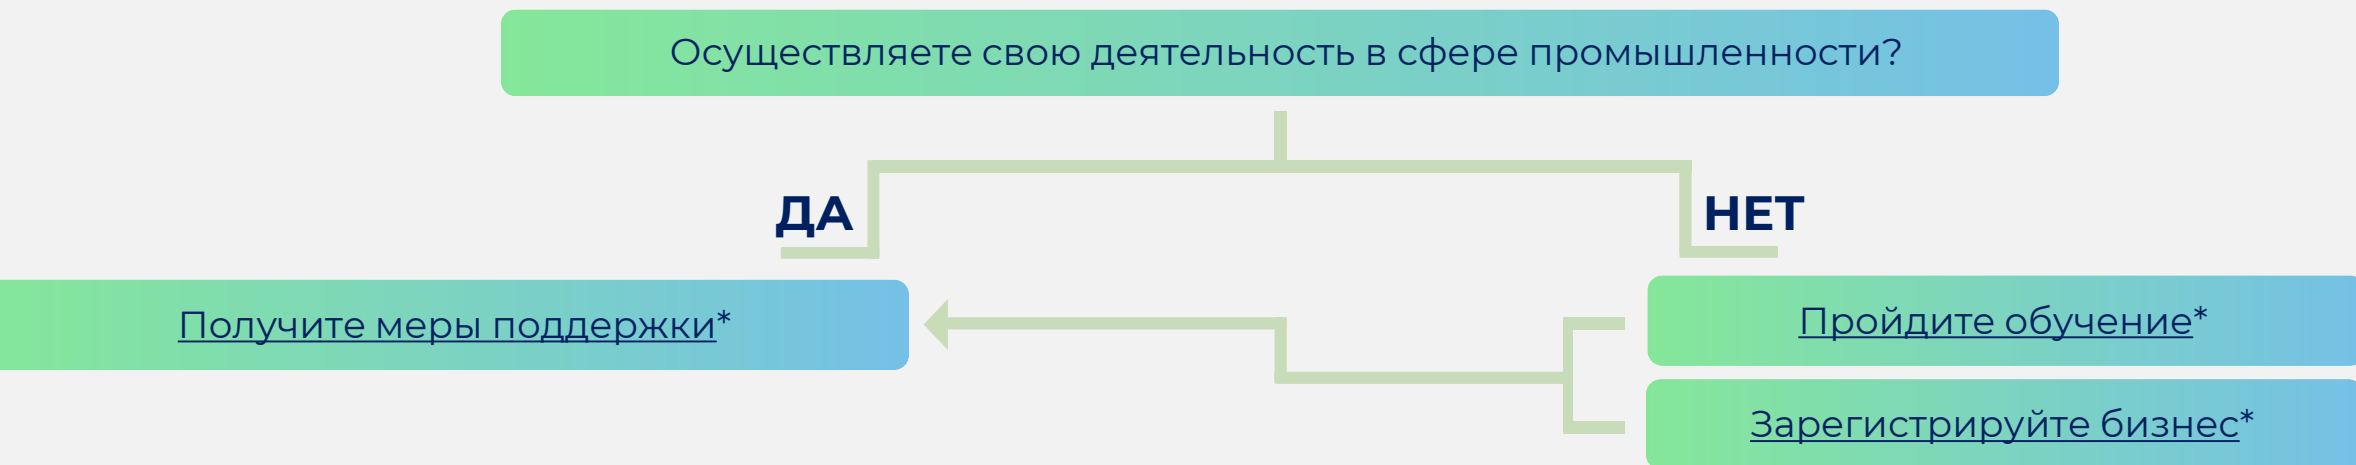 Осуществляете свою деятельность в сфере промышленности?
ДА
НЕТ
Получите меры поддержки*
Пройдите обучение*
Зарегистрируйте бизнес*